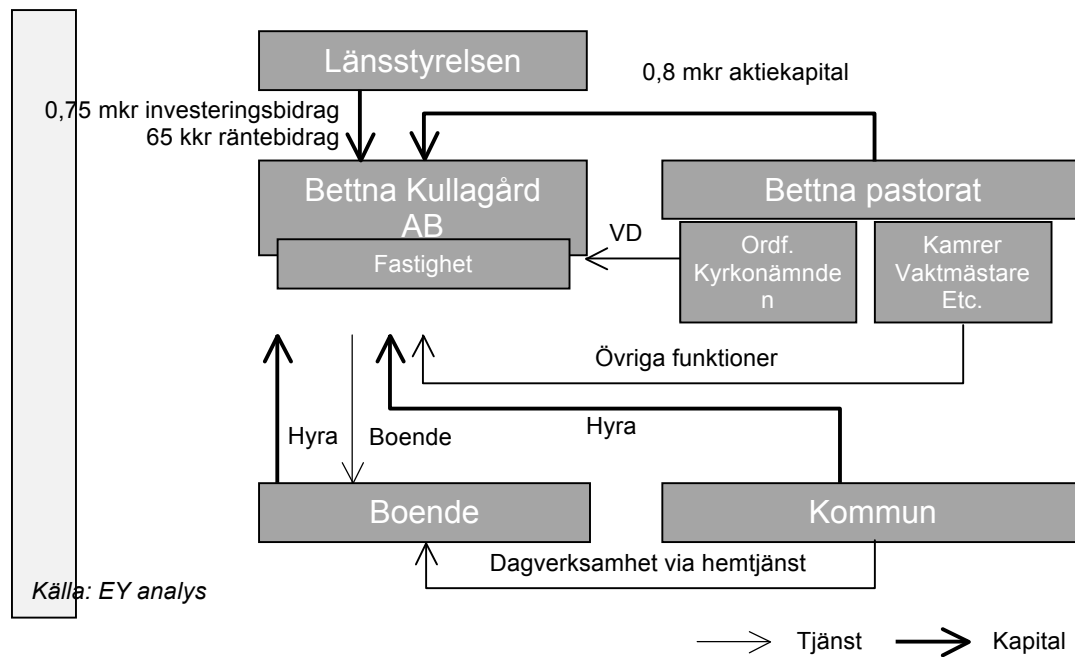 Länsstyrelsen
0,8 mkr aktiekapital
0,75 mkr investeringsbidrag
65 kkr räntebidrag
Bettna Kullagård
AB
Bettna pastorat
Fastighet
VD
Ordf.
Kyrkonämnde
n
Kamrer
Vaktmästare
Etc.
Övriga funktioner
Hyra
Boende
Hyra
Boende
Kommun
Dagverksamhet via hemtjänst
Källa: EY analys
Tjänst
Kapital